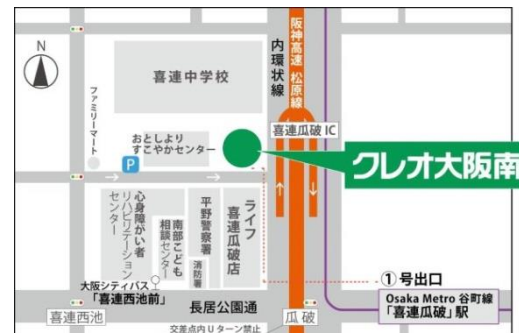 N
喜連中学校
内環状線
阪神高速 松原線
ファミリーマート
おとしより
すこやかセンター
喜連瓜破 IC
クレオ大阪南
P
心身障がい者
リハビリテーション
センター
南部こども
相談センター
平野警察署
消防署
ライフ
喜連瓜破店
大阪シティバス
「喜連西池前」
①号出口
Osaka Metro 谷町線
「喜連瓜破」駅
喜連西池
長居公園通
瓜破
交差点内Uターン禁止